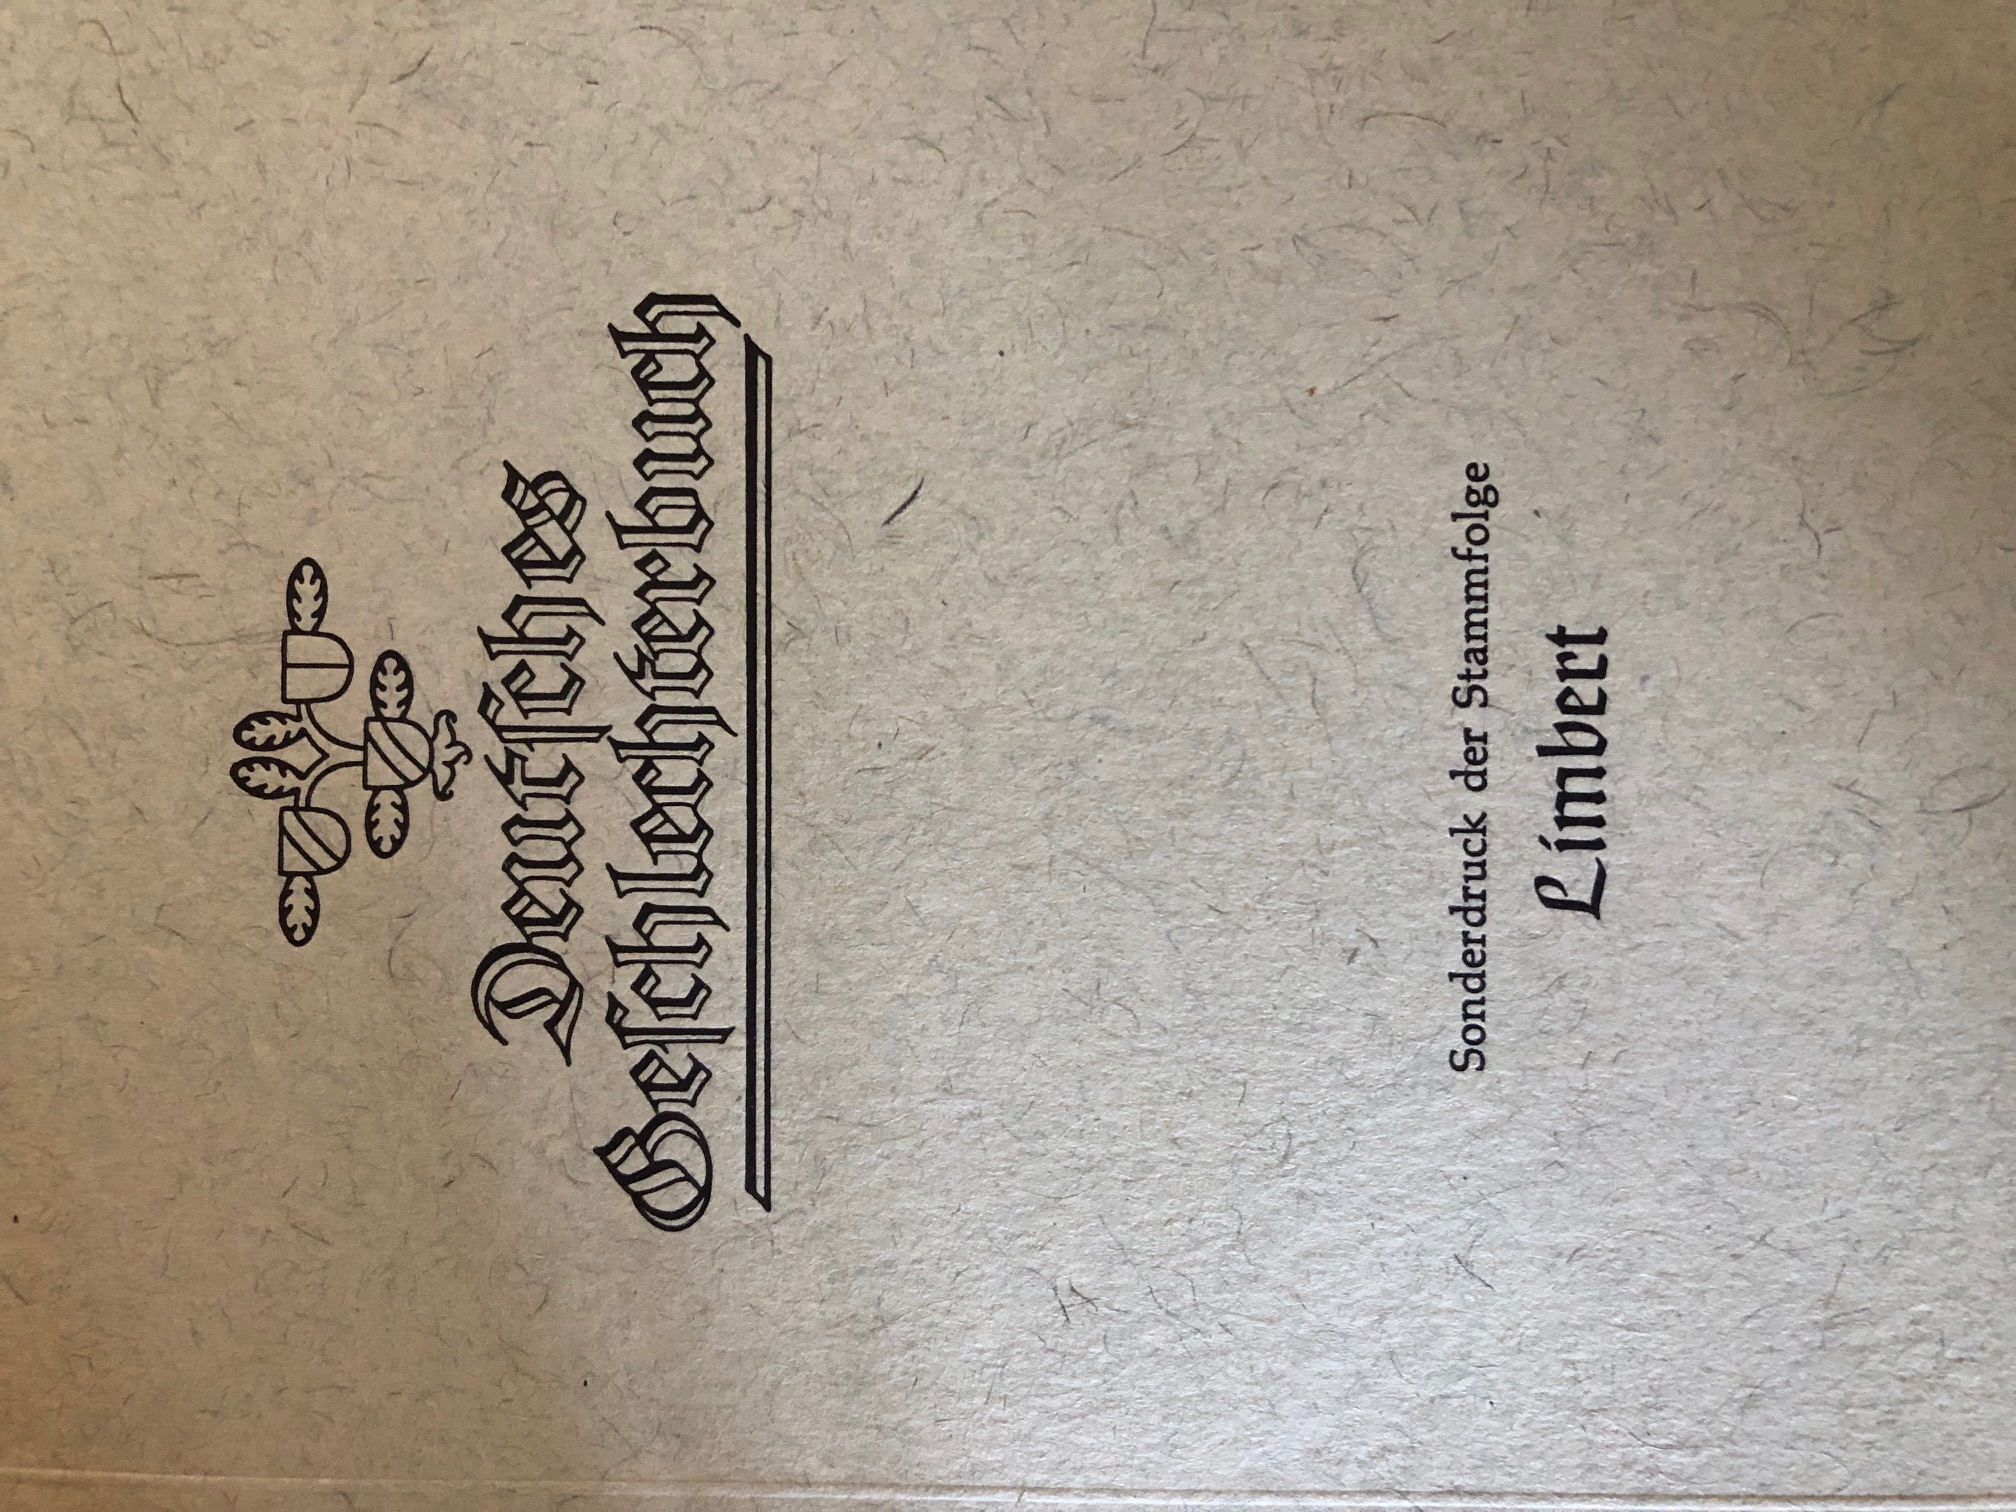 Deutſches
Geſchlechterbuch
Sonderdruck der Stammfolge
Limbert